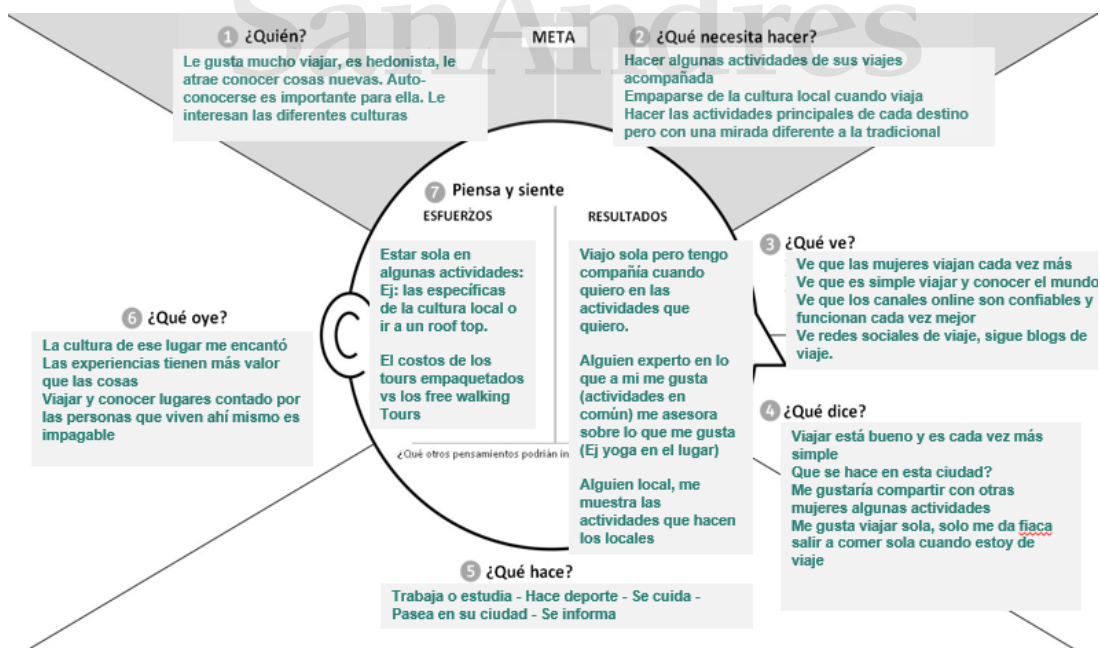 SanAndres
1 ¿Quién?
Le gusta mucho viajar, es hedonista, le
atrae conocer cosas nuevas. Auto-
conocerse es importante para ella. Le
interesan las diferentes culturas
META
2 ¿Qué necesita hacer?
Hacer algunas actividades de sus viajes
acompañada
Empaparse de la cultura local cuando viaja
Hacer las actividades principales de cada destino
pero con una mirada diferente a la tradicional
7 Piensa y siente
ESFUERZOS
Estar sola en
algunas actividades:
Ej: las específicas
de la cultura local o
ir a un roof top.
El costos de los
tours empaquetados
vs los free walking
Tours
¿Qué otros pensamientos podrían in
RESULTADOS
Viajo sola pero tengo
compañía cuando
quiero en las
actividades que
quiero.
Alguien experto en lo
que a mi me gusta
(actividades en
común) me asesora
sobre lo que me gusta
(Ej yoga en el lugar)
Alguien local, me
muestra las
actividades que hacen
los locales
3 ¿Qué ve?
Ve que las mujeres viajan cada vez más
Ve que es simple viajar y conocer el mundo
Ve que los canales online son confiables y
funcionan cada vez mejor
Ve redes sociales de viaje, sigue blogs de
viaje.
4 ¿Qué dice?
Viajar está bueno y es cada vez más
simple
Que se hace en esta ciudad?
Me gustaría compartir con otras
mujeres algunas actividades
Me gusta viajar sola, solo me da fiaca
salir a comer sola cuando estoy de
viaje
5 ¿Qué hace?
Trabaja o estudia - Hace deporte - Se cuida -
Pasea en su ciudad - Se informa
6 ¿Qué oye?
La cultura de ese lugar me encantó
Las experiencias tienen más valor
que las cosas
Viajar y conocer lugares contado por
las personas que viven ahí mismo es
impagable